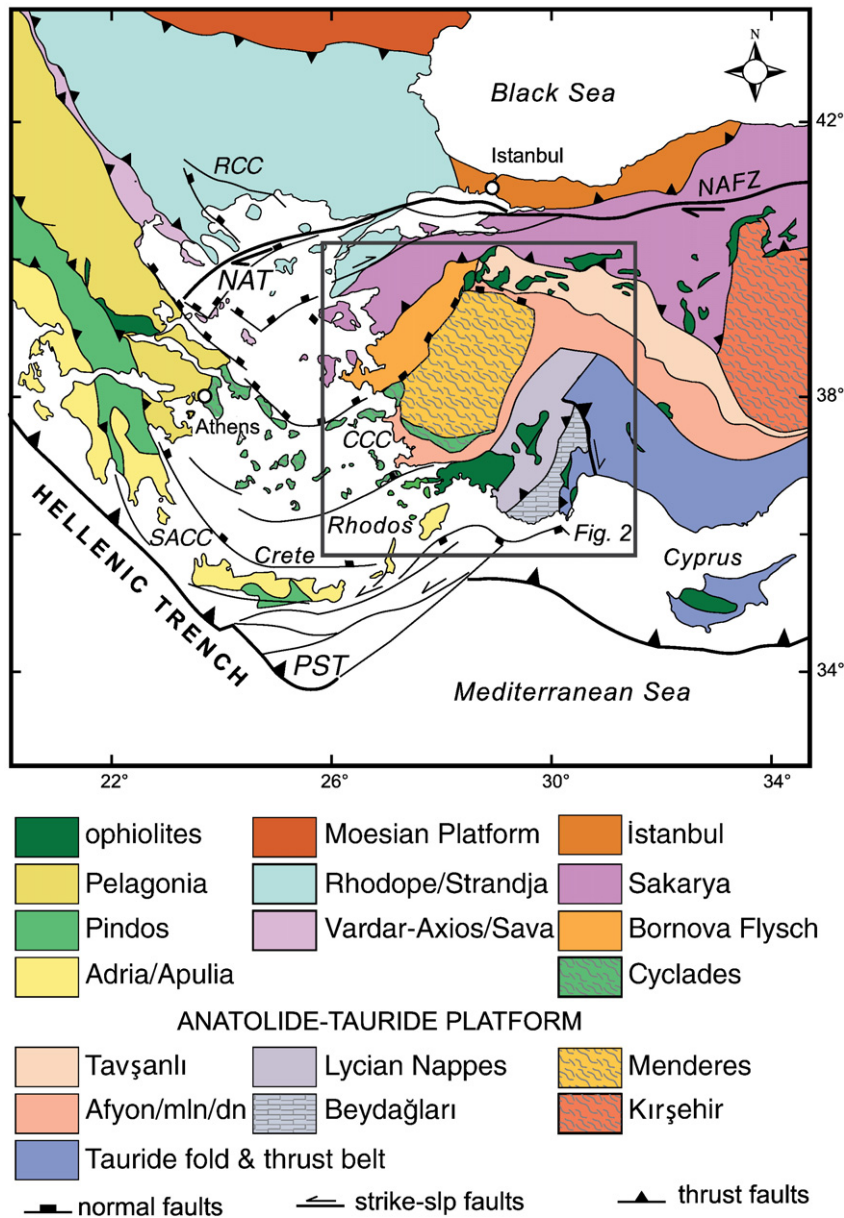 N
Black Sea
42°
RCC
Istanbul
NAFZ
NAT
38°
Athens
CCC
Rhodos
Fig. 2
SACC
Crete
Cyprus
HELLENIC TRENCH
PST
34°
Mediterranean Sea
22° 26° 30° 34°
ophiolites Moesian Platform İstanbul
Pelagonia Rhodope/Strandja Sakarya
Pindos Vardar-Axios/Sava Bornova Flysch
Adria/Apulia Cyclades
ANATOLIDE-TAURIDE PLATFORM
Tavşanlı Lycian Nappes Menderes
Afyon/mln/dn Beydağları Kırşehir
Tauride fold & thrust belt
normal faults strike-slp faults thrust faults